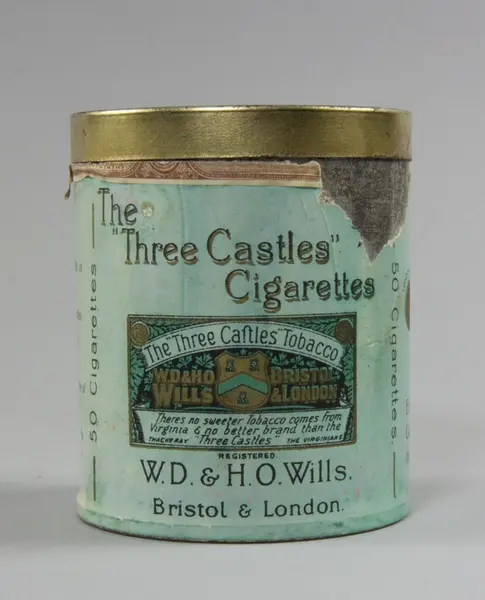 The
"Three Castles"
Cigarettes
50 Cigarettes
50 Cigarettes
The "Three Castles" Tobacco
W.D.& H.O.
WILLS
BRISTOL
& LONDON
There's no sweeter Tobacco comes from
Virginia & no better brand than the
THACKERAY "Three Castles" THE VIRGINIANS
REGISTERED.
W.D. & H.O. Wills.
Bristol & London.